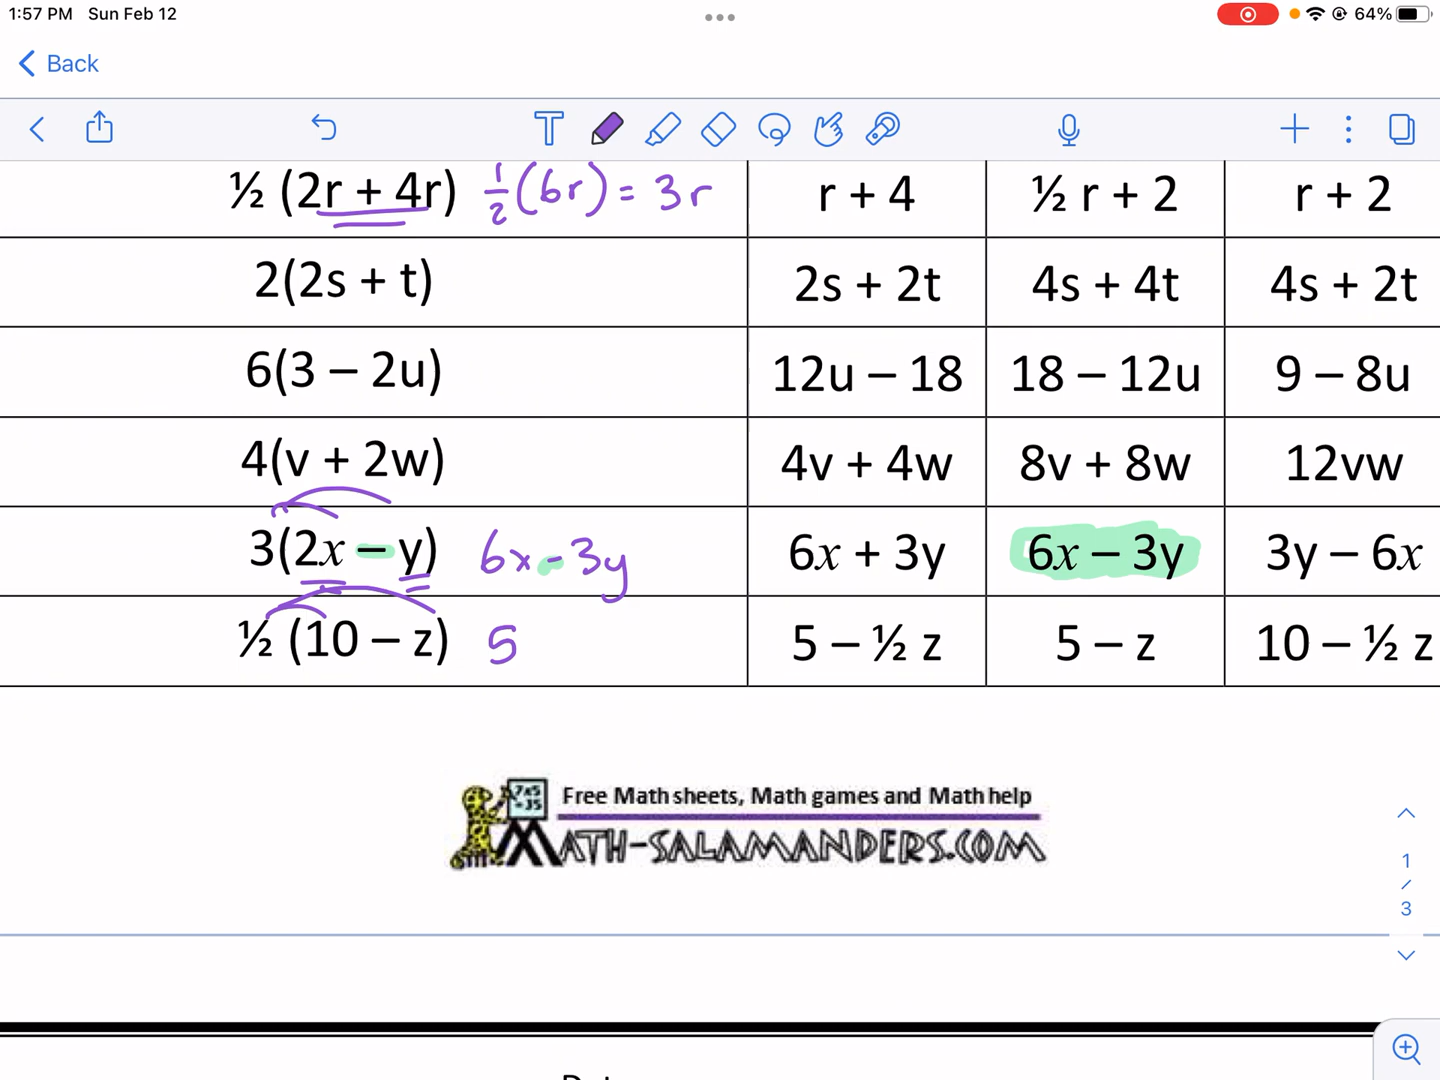 1:57 PM Sun Feb 12 64%
Back
½ (2r + 4r) 1/2 (6r) = 3r r + 4 ½ r + 2 r + 2
2(2s + t) 2s + 2t 4s + 4t 4s + 2t
6(3 – 2u) 12u – 18 18 – 12u 9 – 8u
4(v + 2w) 4v + 4w 8v + 8w 12vw
3(2x – y) 6x - 3y 6x + 3y 6x – 3y 3y – 6x
½ (10 – z) 5 5 – ½ z 5 – z 10 – ½ z
7x5
=35
Free Math sheets, Math games and Math help
MATH-SALAMANDERS.COM
1
/
3